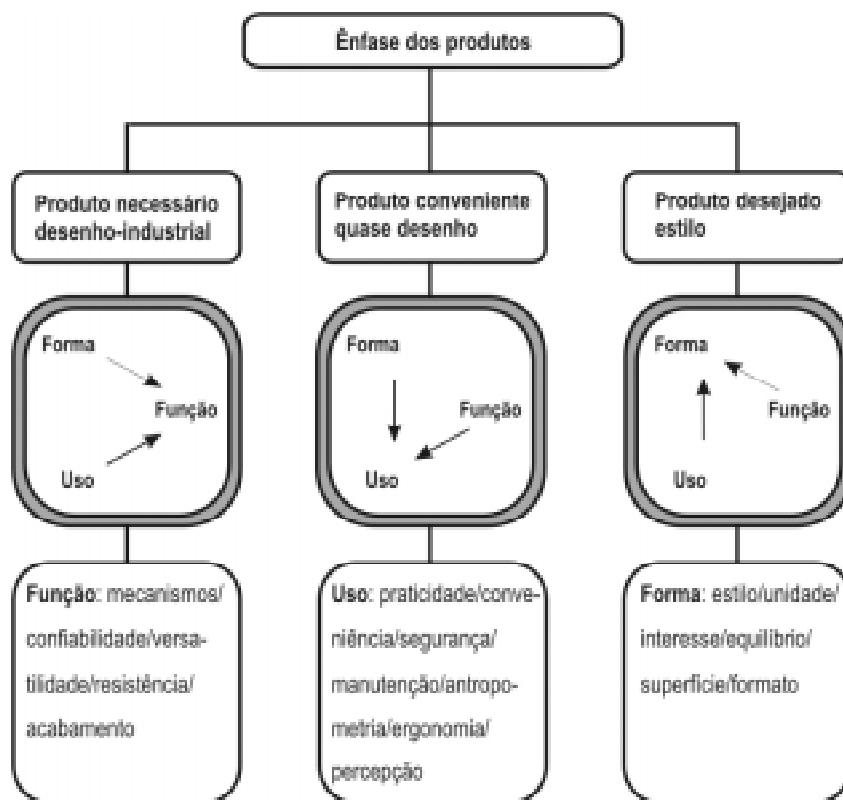 Ênfase dos produtos
Produto necessário
desenho-industrial
Produto conveniente
quase desenho
Produto desejado
estilo
Forma
Função
Uso
Forma
Função
Uso
Forma
Função
Uso
Função: mecanismos/
confiabilidade/versa-
tilidade/resistência/
acabamento
Uso: praticidade/conve-
niência/segurança/
manutenção/antropo-
metria/ergonomia/
percepção
Forma: estilo/unidade/
interesse/equilíbrio/
superfície/formato